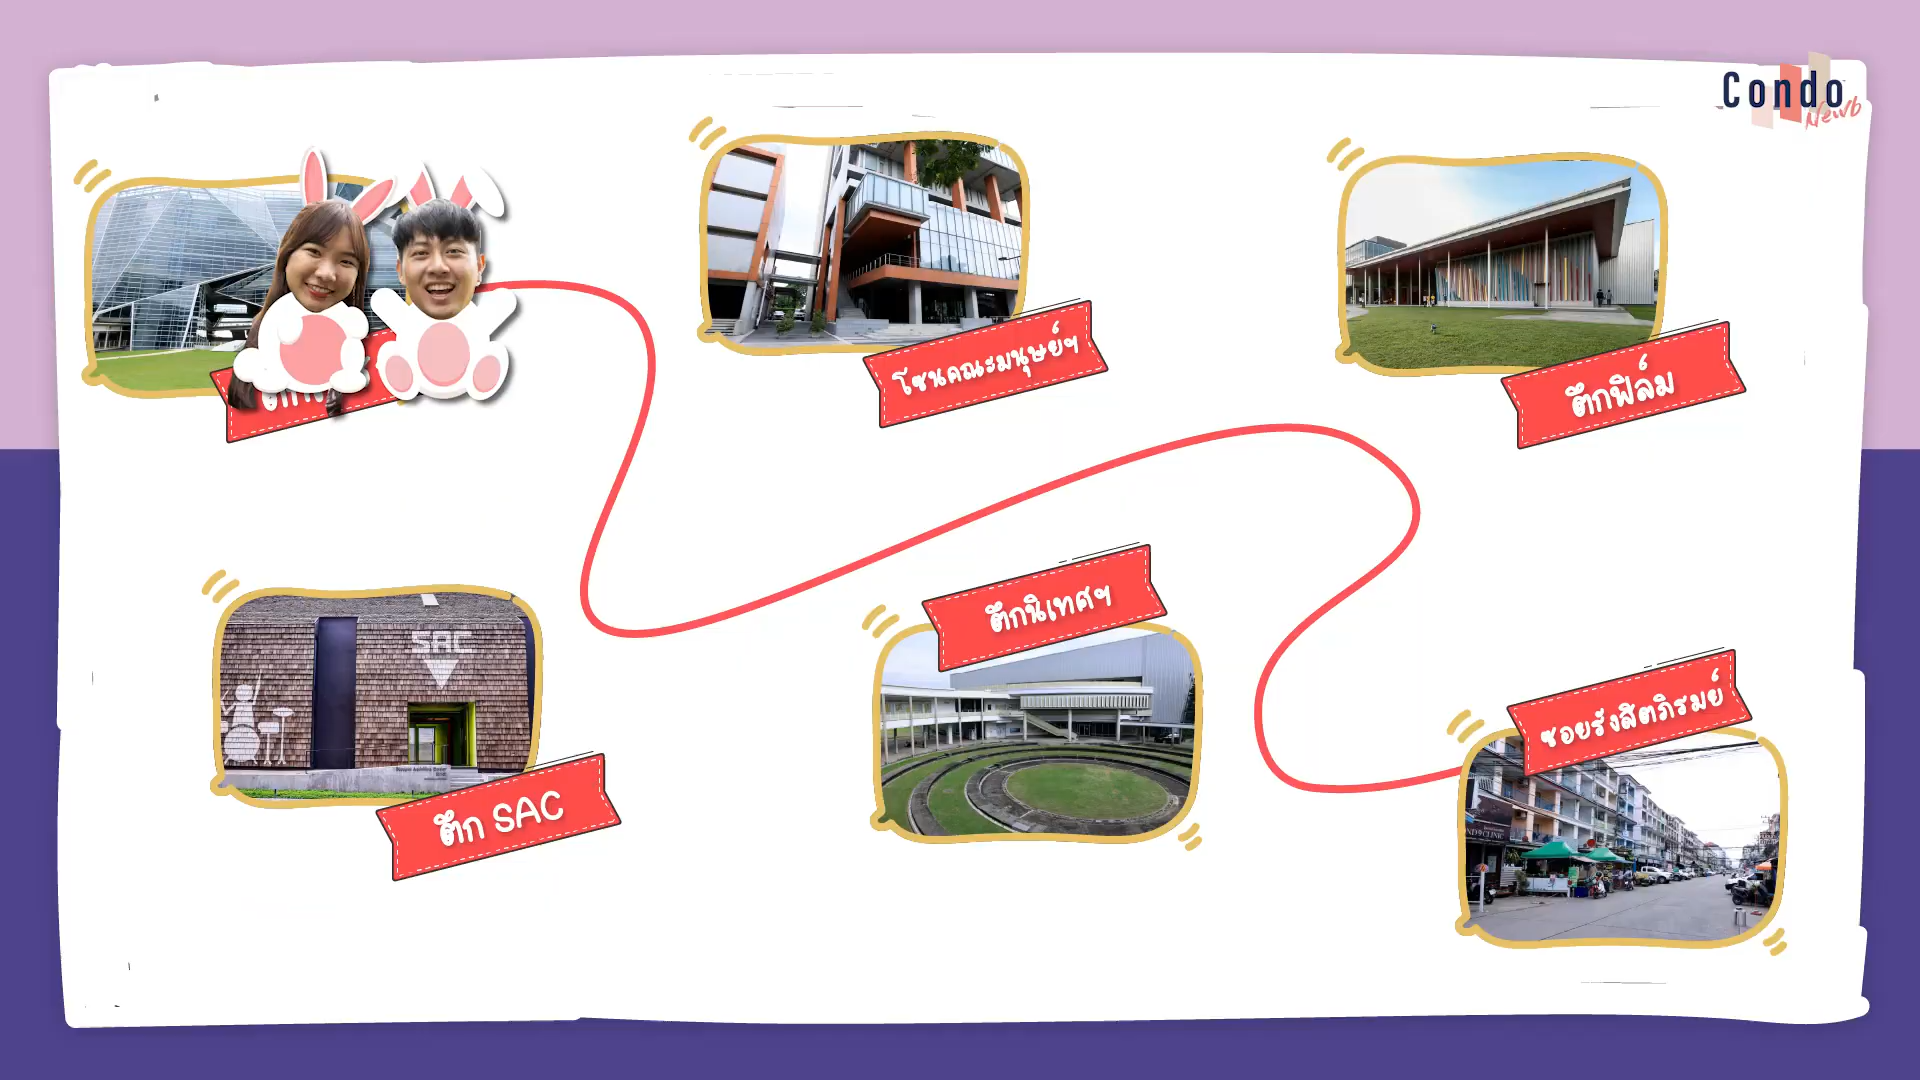 Condo
Newb
โซนคณะมนุษย์ฯ
ตึกฟิล์ม
ตึกนิเทศฯ
SAC
ซอยรังสิตภิรมย์
ตึก SAC